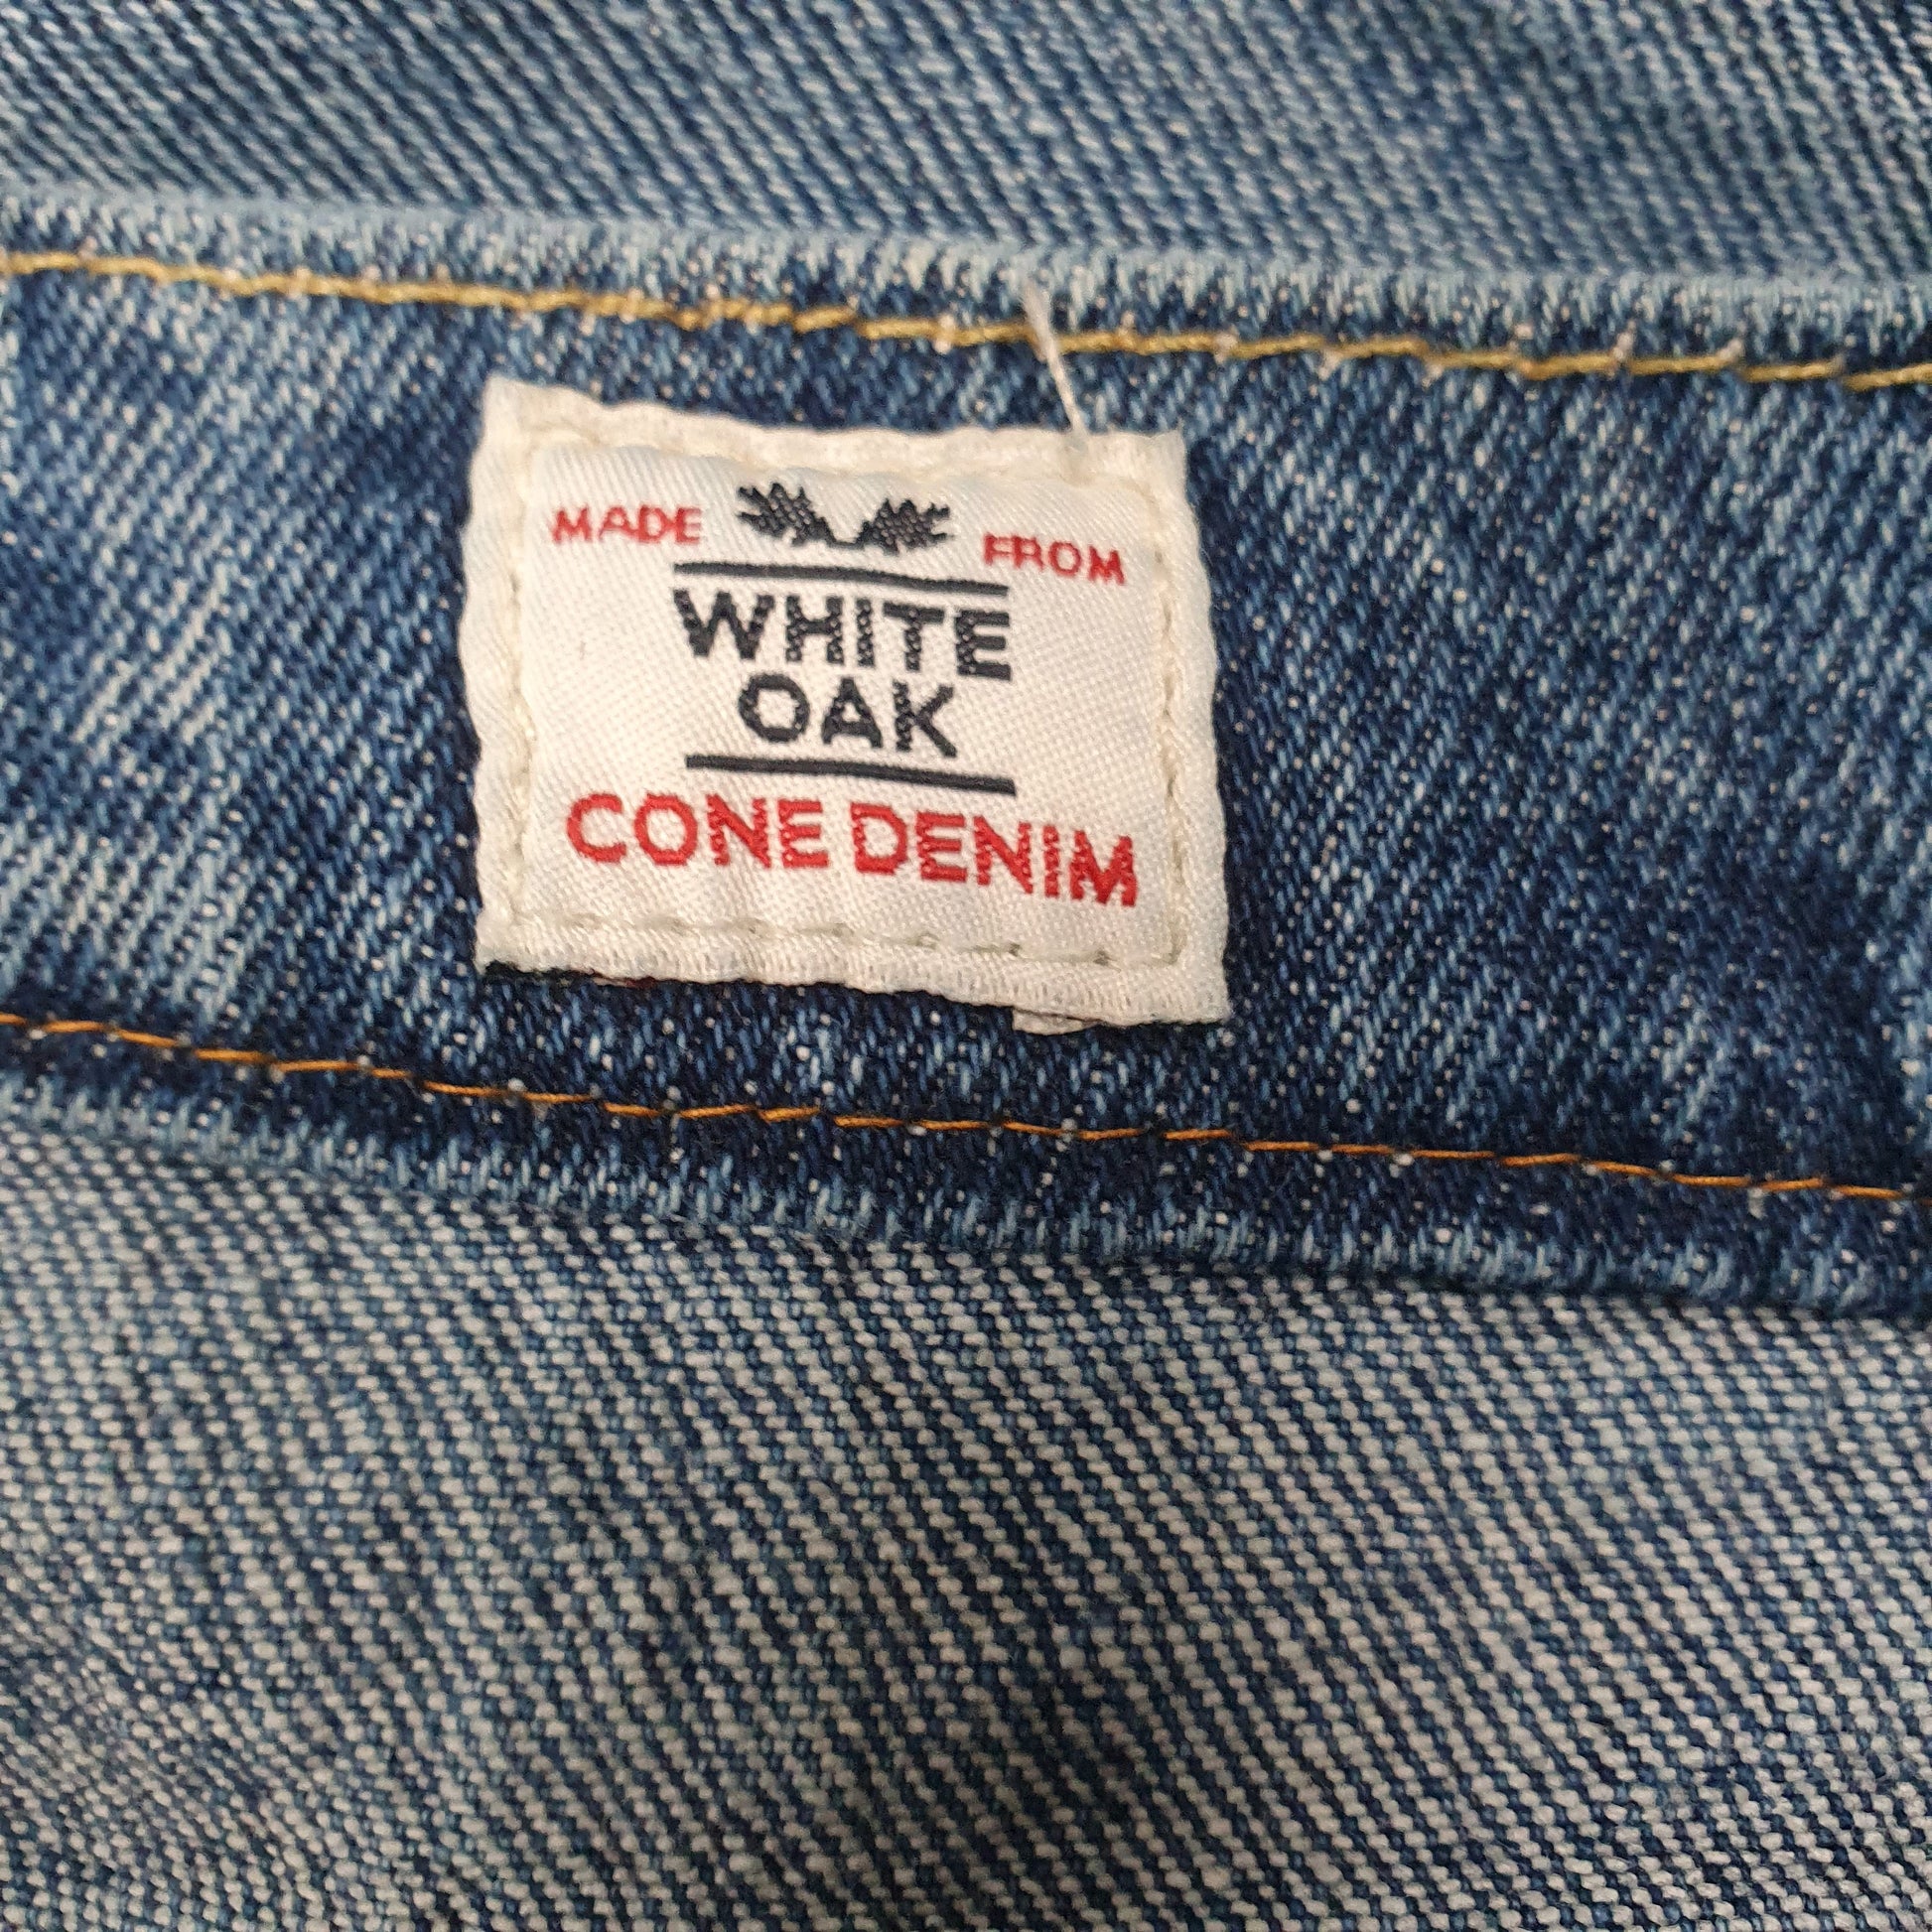 MADE FROM
WHITE
OAK
CONE DENIM